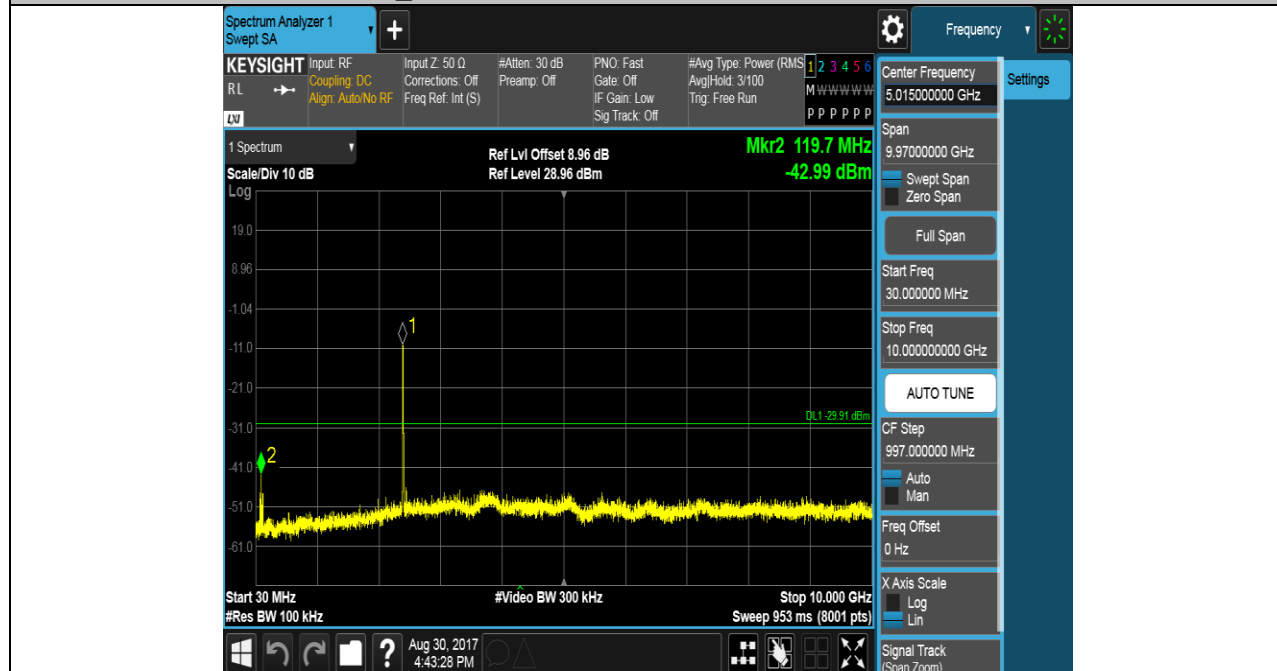 Spectrum Analyzer 1
Swept SA
+
Frequency
KEYSIGHT
RL
LXI
Input: RF
Coupling: DC
Align: Auto/No RF
Input Z: 50 Ω
Corrections: Off
Freq Ref: Int (S)
#Atten: 30 dB
Preamp: Off
PNO: Fast
Gate: Off
IF Gain: Low
Sig Track: Off
#Avg Type: Power (RMS
Avg|Hold: 3/100
Trig: Free Run
1 2 3 4 5 6
M W W W W W
P P P P P P
1 Spectrum
Scale/Div 10 dB
Log
Ref Lvl Offset 8.96 dB
Ref Level 28.96 dBm
Mkr2 119.7 MHz
-42.99 dBm
19.0
8.96
-1.04
-11.0
-21.0
-31.0
-41.0
-51.0
-61.0
1
2
DL1 -29.91 dBm
Start 30 MHz
#Res BW 100 kHz
#Video BW 300 kHz
Stop 10.000 GHz
Sweep 953 ms (8001 pts)
?
Aug 30, 2017
4:43:28 PM
Center Frequency
5.015000000 GHz
Span
9.97000000 GHz
Swept Span
Zero Span
Full Span
Start Freq
30.000000 MHz
Stop Freq
10.000000000 GHz
AUTO TUNE
CF Step
997.000000 MHz
Auto
Man
Freq Offset
0 Hz
X Axis Scale
Log
Lin
Signal Track
(Span Zoom)
Settings